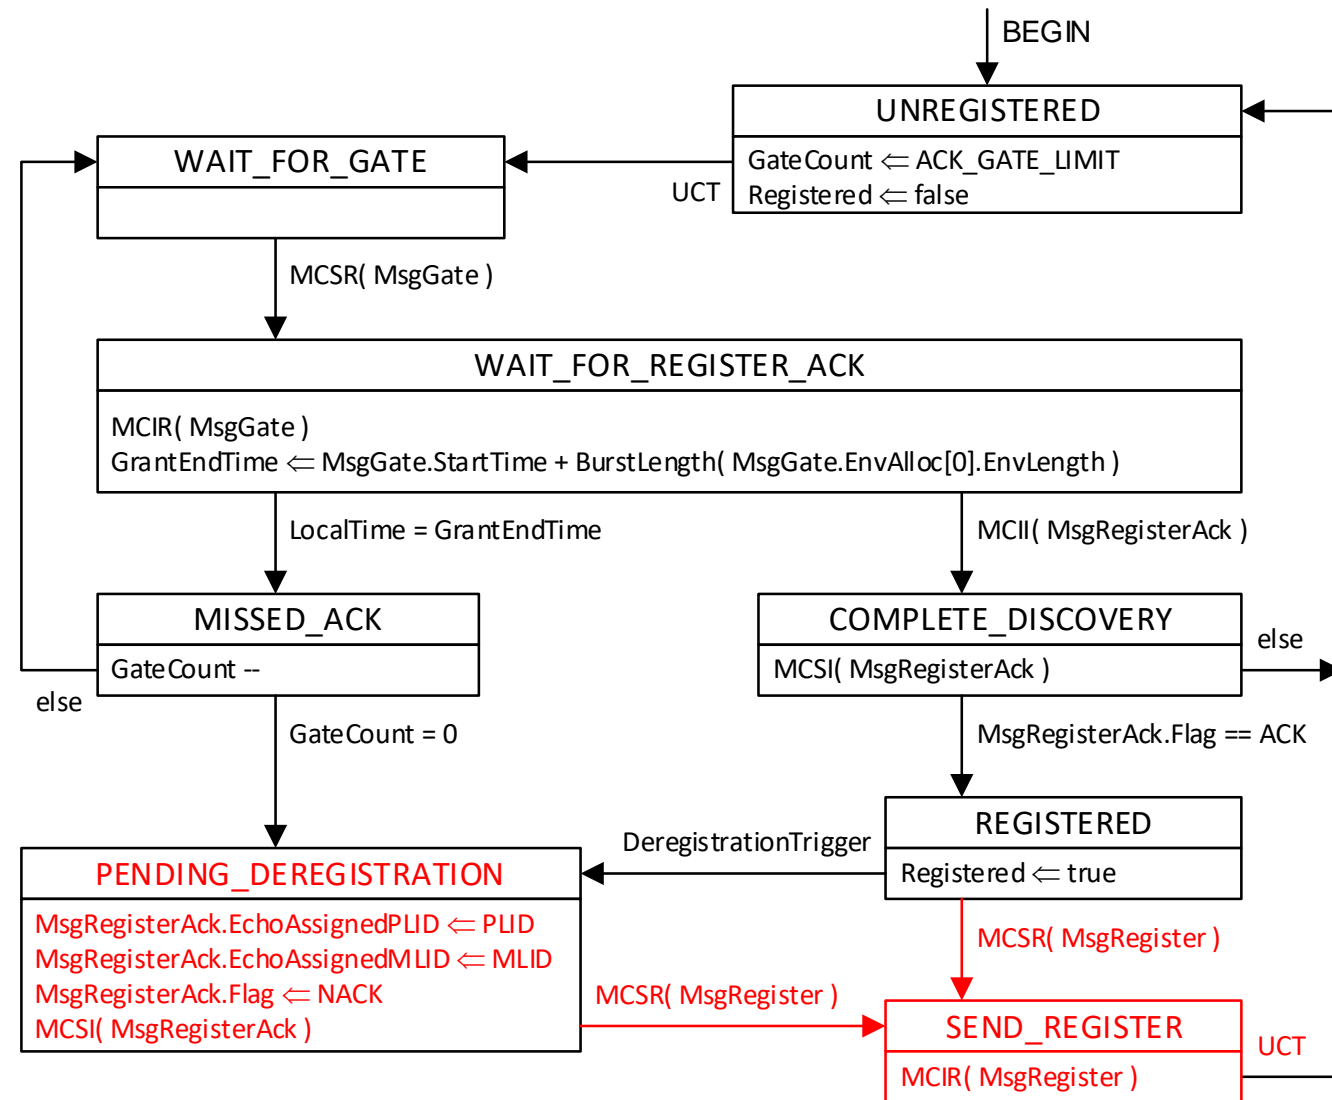 BEGIN
UNREGISTERED
GateCount ⇐ ACK_GATE_LIMIT
Registered ⇐ false
UCT
WAIT_FOR_GATE
MCSR( MsgGate )
WAIT_FOR_REGISTER_ACK
MCIR( MsgGate )
GrantEndTime ⇐ MsgGate.StartTime + BurstLength( MsgGate.EnvAlloc[0].EnvLength )
LocalTime = GrantEndTime
MCII( MsgRegisterAck )
MISSED_ACK
GateCount --
else
GateCount = 0
COMPLETE_DISCOVERY
MCSI( MsgRegisterAck )
else
MsgRegisterAck.Flag == ACK
REGISTERED
Registered ⇐ true
DeregistrationTrigger
PENDING_DEREGISTRATION
MsgRegisterAck.EchoAssignedPLID ⇐ PLID
MsgRegisterAck.EchoAssignedMLID ⇐ MLID
MsgRegisterAck.Flag ⇐ NACK
MCSI( MsgRegisterAck )
MCSR( MsgRegister )
MCSR( MsgRegister )
SEND_REGISTER
MCIR( MsgRegister )
UCT